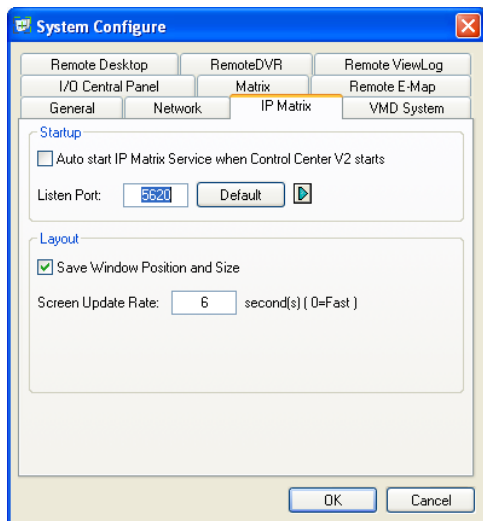 System Configure
Remote Desktop RemoteDVR Remote ViewLog
I/O Central Panel Matrix Remote E-Map
General Network IP Matrix VMD System
Startup
Auto start IP Matrix Service when Control Center V2 starts
Listen Port: 5620 Default
Layout
Save Window Position and Size
Screen Update Rate: 6 second(s) ( 0=Fast )
OK Cancel